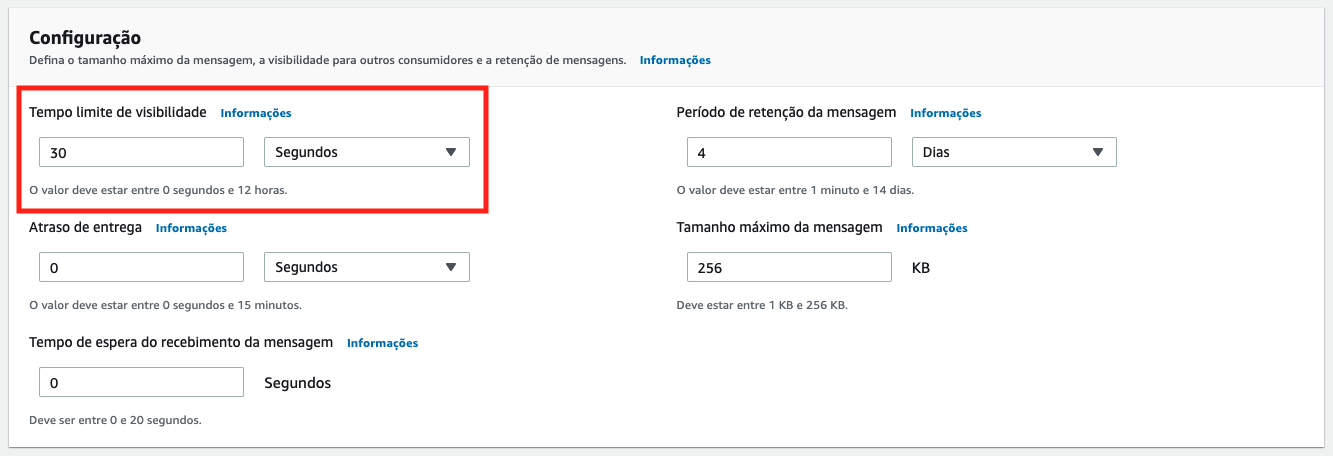 Configuração
Defina o tamanho máximo da mensagem, a visibilidade para outros consumidores e a retenção de mensagens. Informações
Tempo limite de visibilidade Informações
30 Segundos
O valor deve estar entre 0 segundos e 12 horas.
Período de retenção da mensagem Informações
4 Dias
O valor deve estar entre 1 minuto e 14 dias.
Atraso de entrega Informações
0 Segundos
O valor deve estar entre 0 segundos e 15 minutos.
Tamanho máximo da mensagem Informações
256 KB
Deve estar entre 1 KB e 256 KB.
Tempo de espera do recebimento da mensagem Informações
0 Segundos
Deve ser entre 0 e 20 segundos.